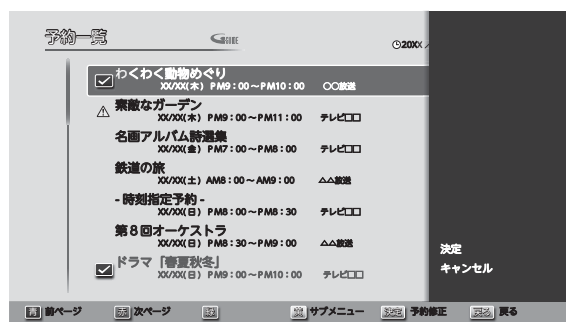 予約一覧
GGUIDE
20XX/
わくわく動物めぐり
XX/XX(木) PM9:00~PM10:00 〇〇放送
素敵なガーデン
XX/XX(木) PM9:00~PM11:00 テレビ□□
名画アルバム詩選集
XX/XX(金) PM7:00~PM8:00 テレビ□□
鉄道の旅
XX/XX(土) AM8:00~AM9:00 △△放送
- 時刻指定予約 -
XX/XX(日) PM8:00~PM8:30 テレビ□□
第8回オーケストラ
XX/XX(日) PM8:30~PM9:00 △△放送
ドラマ「春夏秋冬」
XX/XX(日) PM9:00~PM10:00 テレビ□□
決定
キャンセル
青 前ページ 赤 次ページ 緑 黄 サブメニュー 決定 予約修正 戻る 戻る